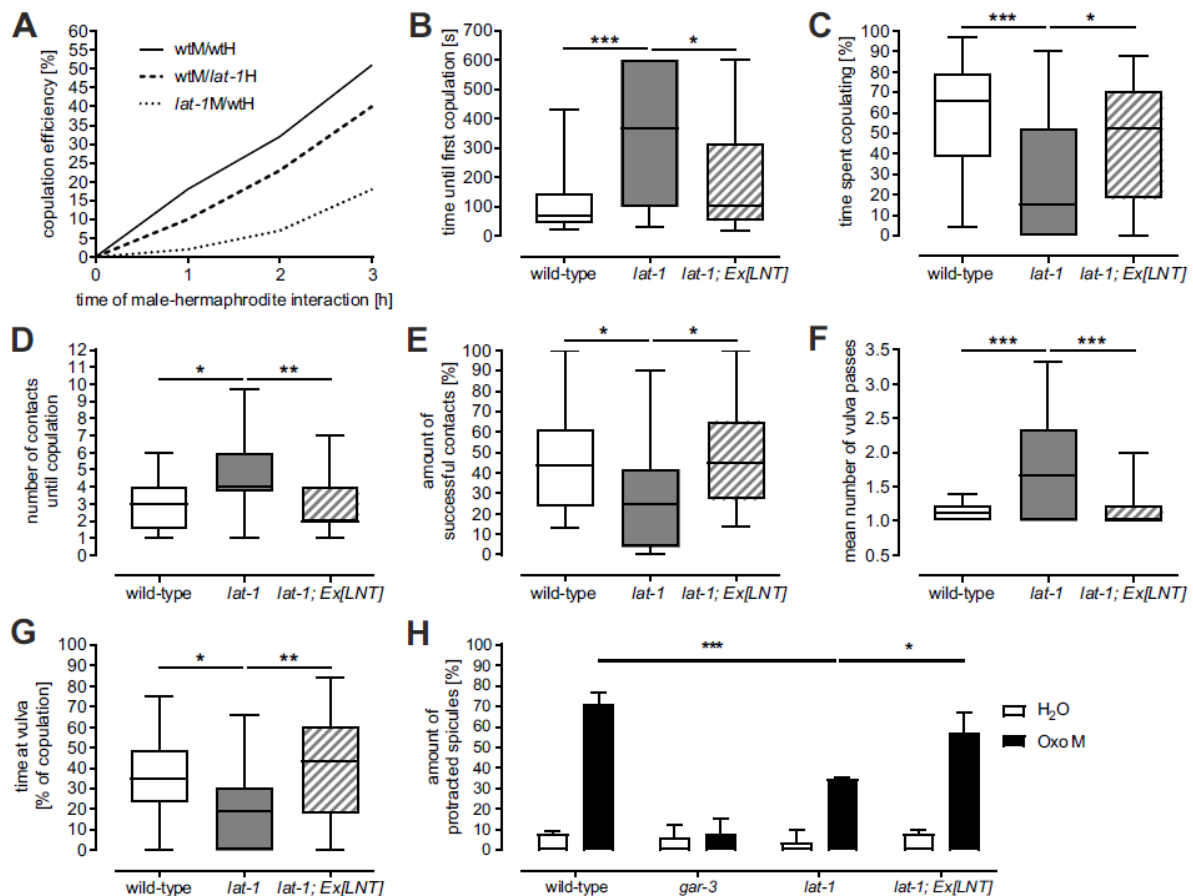 A
copulation efficiency [%]
60
55
50
45
40
35
30
25
20
15
10
5
0
wtM/wtH
wtM/lat-1H
lat-1M/wtH
0 1 2 3
time of male-hermaphrodite interaction [h]
B
time until first copulation [s]
*** *
600
500
400
300
200
100
0
wild-type lat-1 lat-1; Ex[LNT]
C
time spent copulating [%]
*** *
100
90
80
70
60
50
40
30
20
10
0
wild-type lat-1 lat-1; Ex[LNT]
D
number of contacts
until copulation
* **
12
11
10
9
8
7
6
5
4
3
2
1
0
wild-type lat-1 lat-1; Ex[LNT]
E
amount of
successful contacts [%]
* *
100
90
80
70
60
50
40
30
20
10
0
wild-type lat-1 lat-1; Ex[LNT]
F
mean number of vulva passes
*** ***
3.5
3.0
2.5
2.0
1.5
1.0
0.5
wild-type lat-1 lat-1; Ex[LNT]
G
time at vulva
[% of copulation]
* **
100
90
80
70
60
50
40
30
20
10
0
wild-type lat-1 lat-1; Ex[LNT]
H
amount of
protracted spicules [%]
*** *
100
90
80
70
60
50
40
30
20
10
0
H₂O
Oxo M
wild-type gar-3 lat-1 lat-1; Ex[LNT]